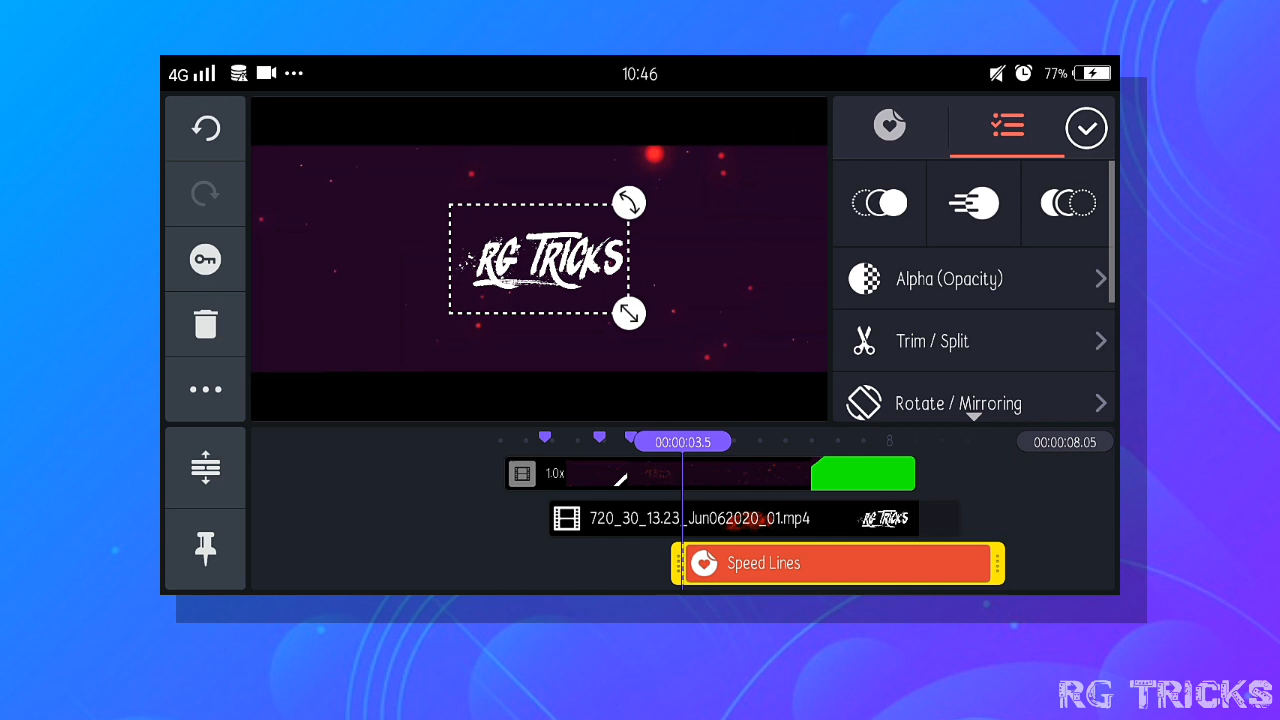 4G
10:46
77%
RG TRICKS
Alpha (Opacity)
Trim / Split
Rotate / Mirroring
00:00:03.5
8
00:00:08.05
1.0x
720_30_13.23_Jun062020_01.mp4
RG TRICKS
Speed Lines
RG TRICKS